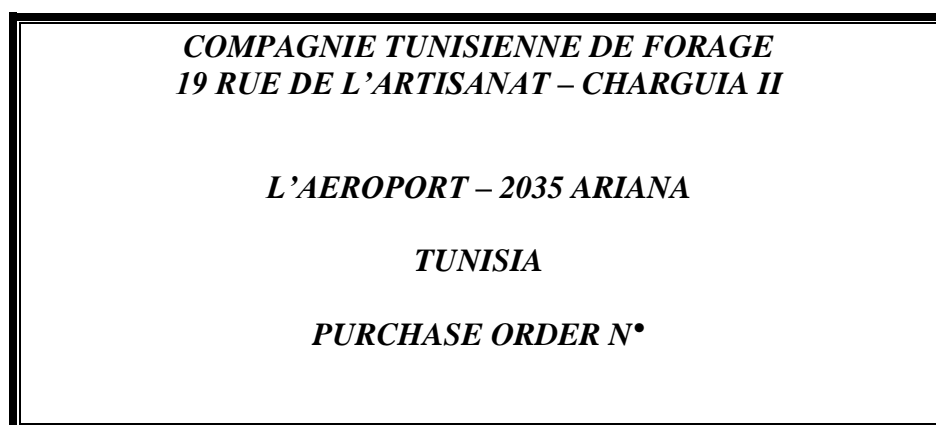 COMPAGNIE TUNISIENNE DE FORAGE
19 RUE DE L’ARTISANAT – CHARGUIA II
L’AEROPORT – 2035 ARIANA
TUNISIA
PURCHASE ORDER N•